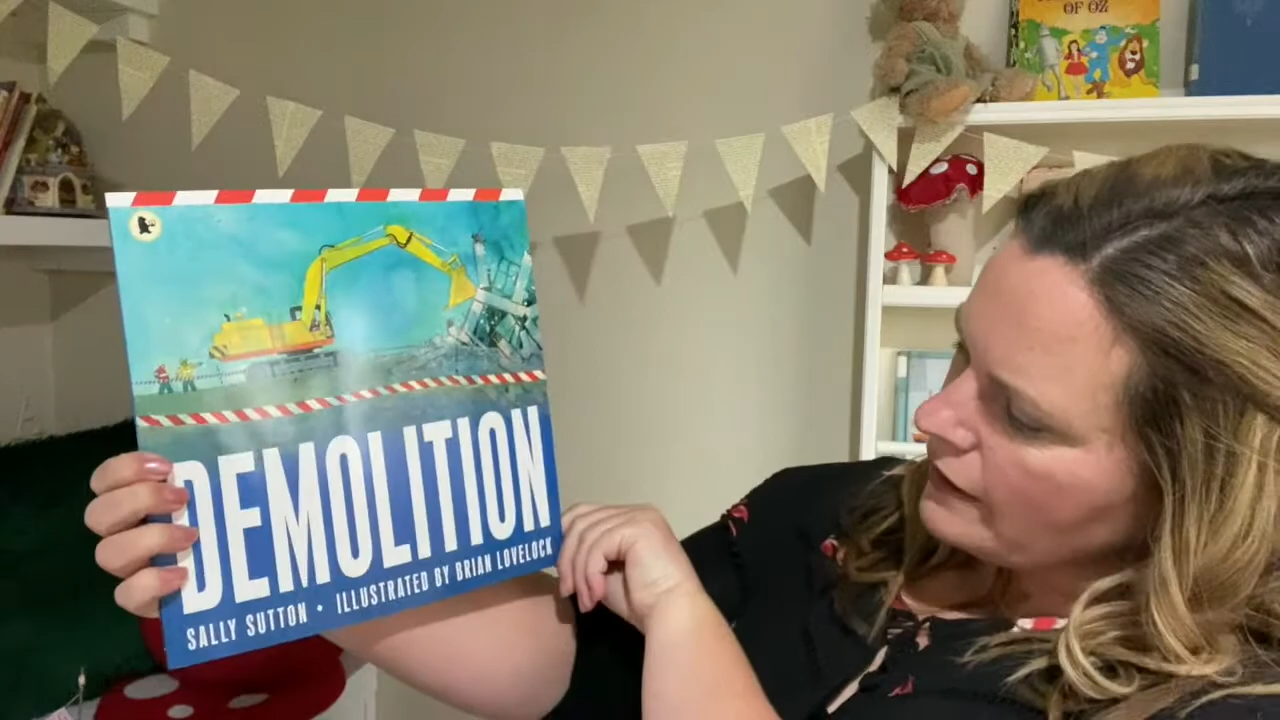 OF OZ
DEMOLITION
SALLY SUTTON • ILLUSTRATED BY BRIAN LOVELOCK